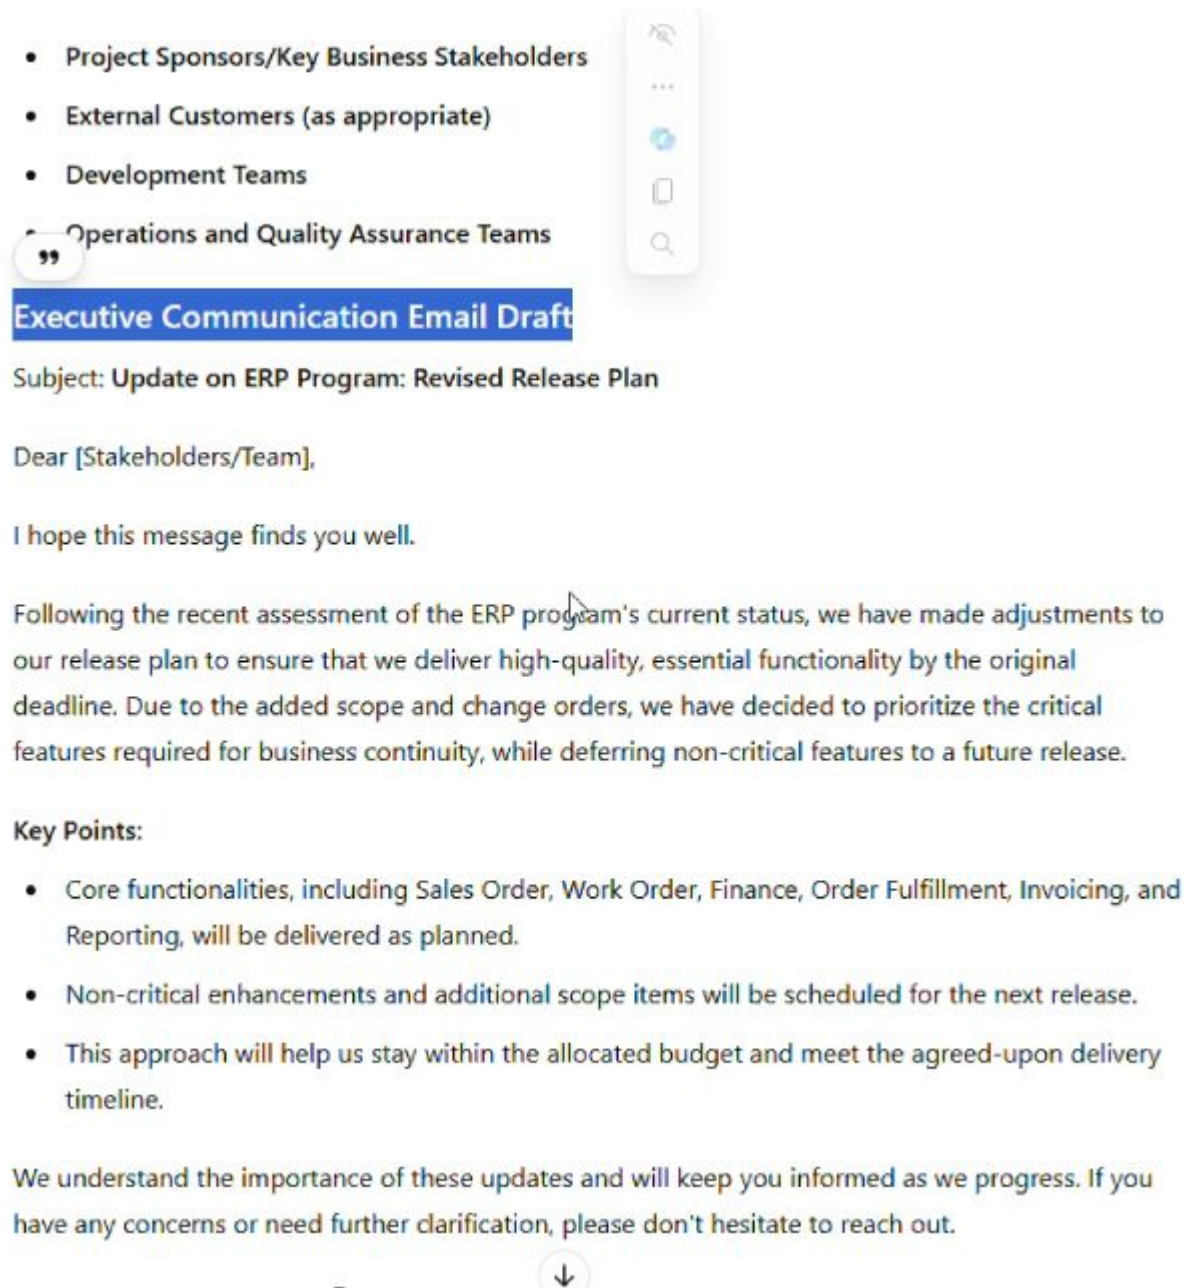 Project Sponsors/Key Business Stakeholders
External Customers (as appropriate)
Development Teams
Operations and Quality Assurance Teams
Executive Communication Email Draft
Subject: Update on ERP Program: Revised Release Plan
Dear [Stakeholders/Team],
I hope this message finds you well.
Following the recent assessment of the ERP program's current status, we have made adjustments to
our release plan to ensure that we deliver high-quality, essential functionality by the original
deadline. Due to the added scope and change orders, we have decided to prioritize the critical
features required for business continuity, while deferring non-critical features to a future release.
Key Points:
Core functionalities, including Sales Order, Work Order, Finance, Order Fulfillment, Invoicing, and
Reporting, will be delivered as planned.
Non-critical enhancements and additional scope items will be scheduled for the next release.
This approach will help us stay within the allocated budget and meet the agreed-upon delivery
timeline.
We understand the importance of these updates and will keep you informed as we progress. If you
have any concerns or need further clarification, please don't hesitate to reach out.